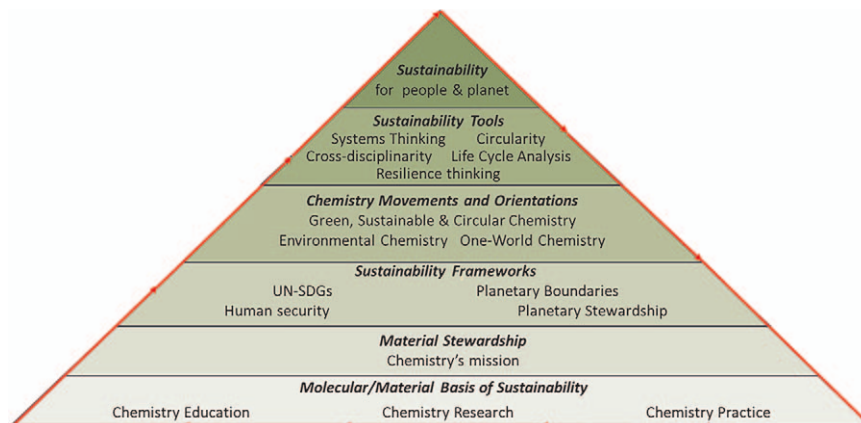 Sustainability
for people & planet
Sustainability Tools
Systems Thinking Circularity
Cross-disciplinarity Life Cycle Analysis
Resilience thinking
Chemistry Movements and Orientations
Green, Sustainable & Circular Chemistry
Environmental Chemistry One-World Chemistry
Sustainability Frameworks
UN-SDGs Planetary Boundaries
Human security Planetary Stewardship
Material Stewardship
Chemistry's mission
Molecular/Material Basis of Sustainability
Chemistry Education Chemistry Research Chemistry Practice